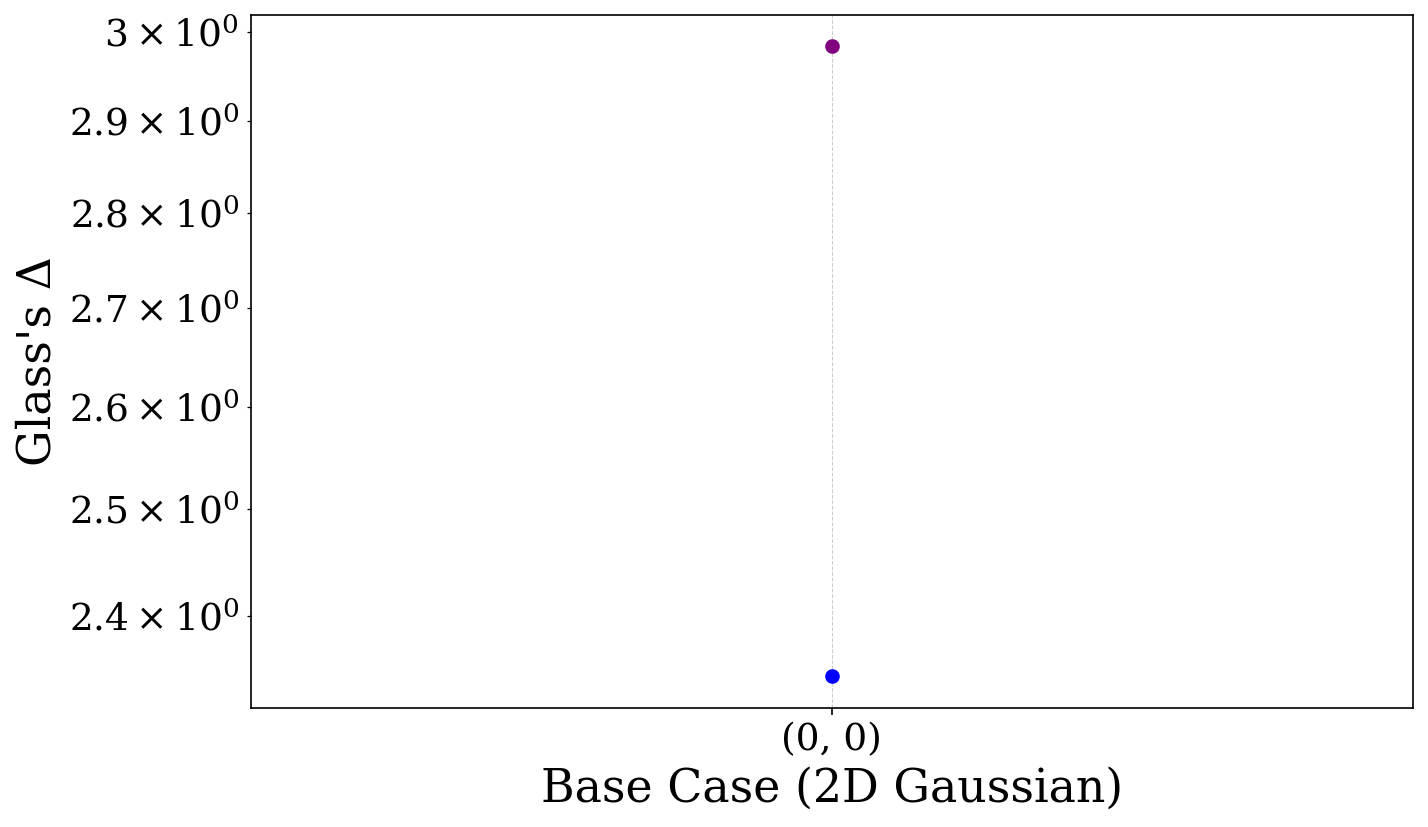 3 × 10⁰
2.9 × 10⁰
2.8 × 10⁰
2.7 × 10⁰
2.6 × 10⁰
2.5 × 10⁰
2.4 × 10⁰
Glass's Δ
(0, 0)
Base Case (2D Gaussian)